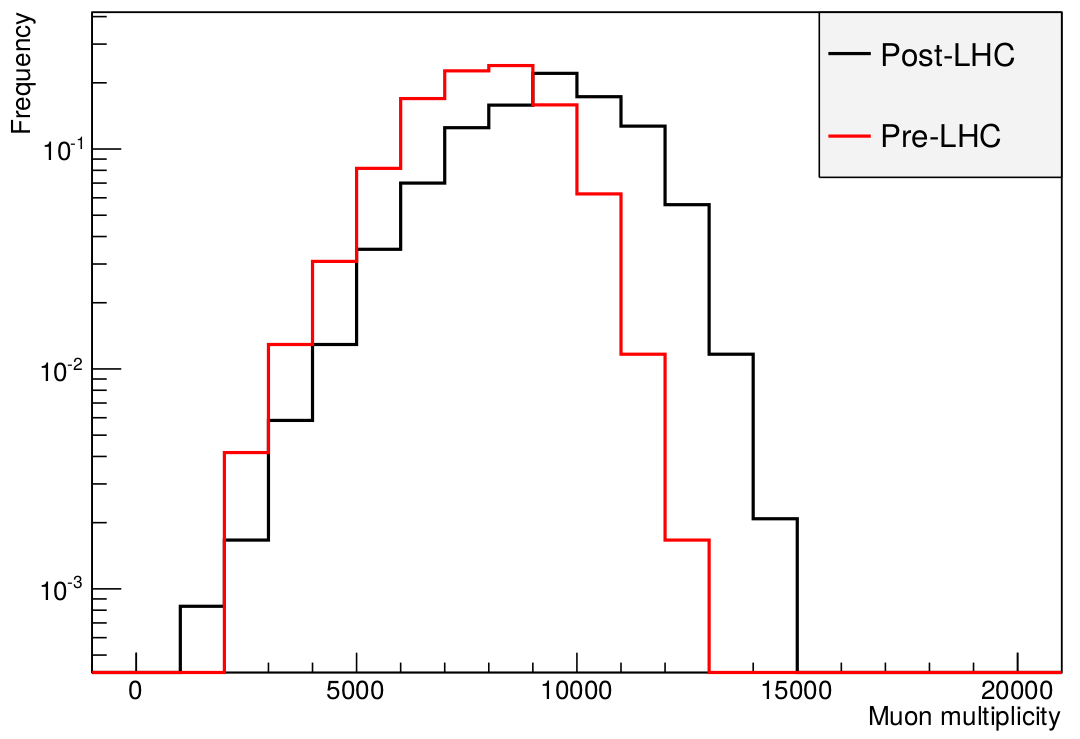 Frequency
Post-LHC
Pre-LHC
10-1
10-2
10-3
0 5000 10000 15000 20000
Muon multiplicity